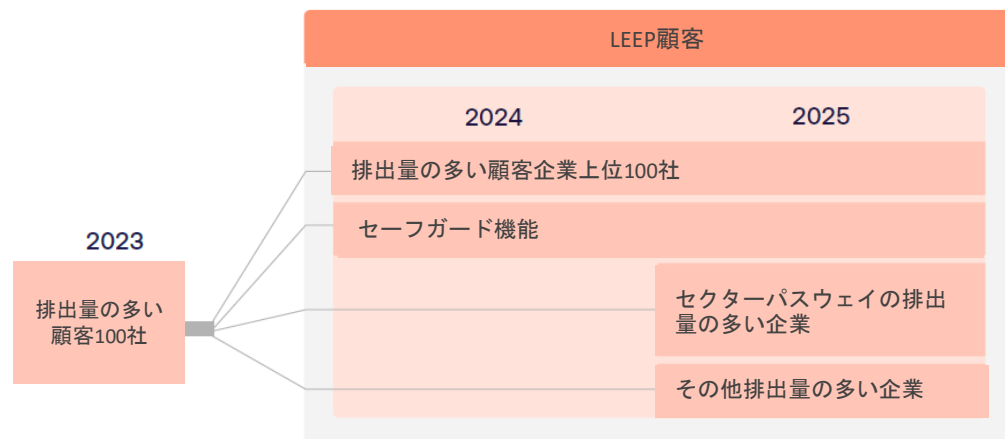 LEEP顧客
2024
2025
排出量の多い顧客企業上位100社
セーフガード機能
2023
排出量の多い
顧客100社
セクターパスウェイの排出
量の多い企業
その他排出量の多い企業